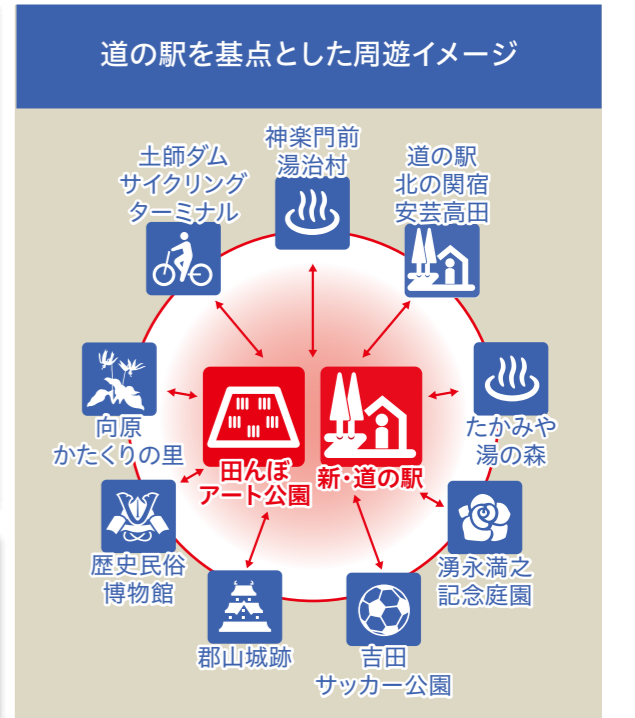 道の駅を基点とした周遊イメージ
神楽門前
湯治村
土師ダム
サイクリング
ターミナル
道の駅
北の関宿
安芸高田
向原
かたくりの里
田んぼ
アート公園
新・道の駅
たかみや
湯の森
歴史民俗
博物館
湧永満之
記念庭園
郡山城跡
吉田
サッカー公園